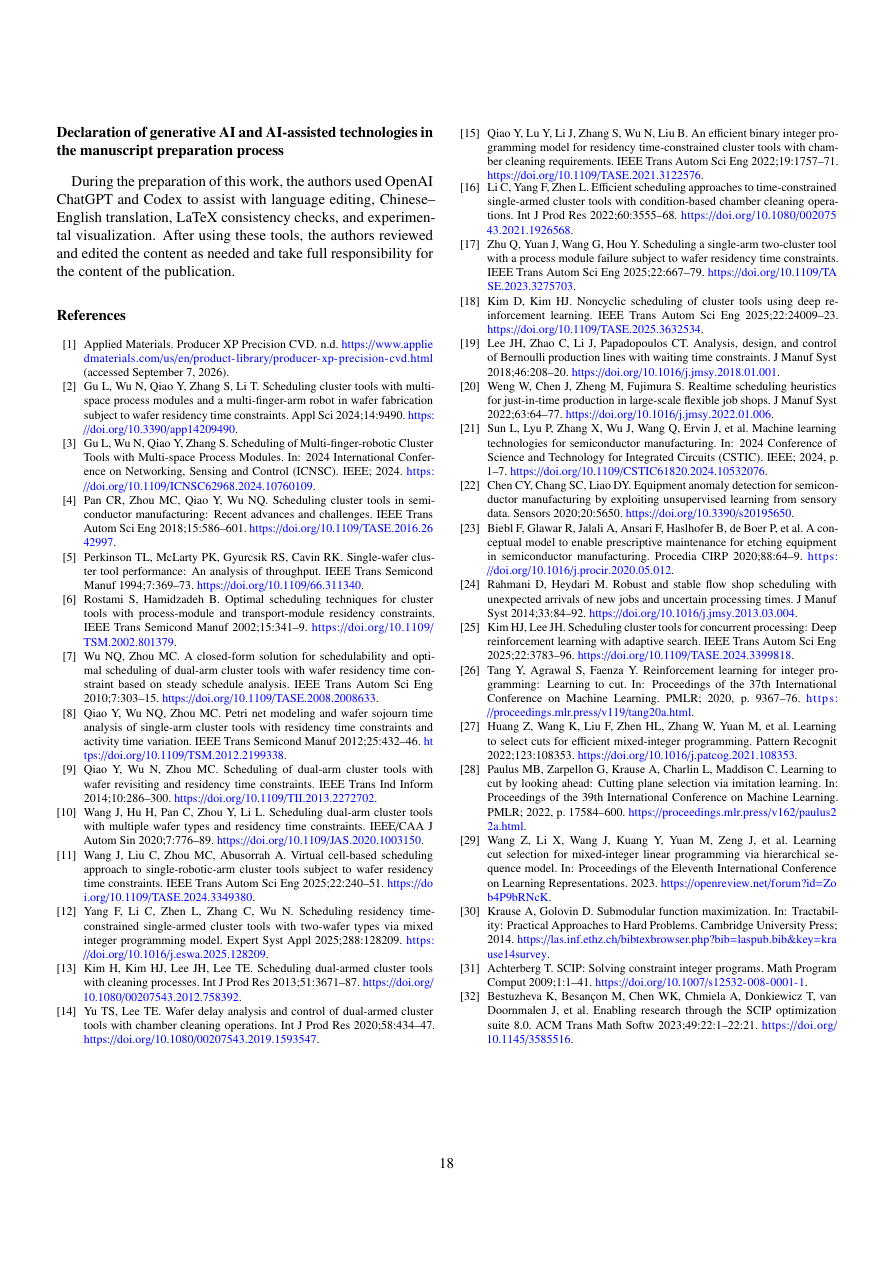 Declaration of generative AI and AI-assisted technologies in
the manuscript preparation process
During the preparation of this work, the authors used OpenAI
ChatGPT and Codex to assist with language editing, Chinese–
English translation, LaTeX consistency checks, and experimen-
tal visualization. After using these tools, the authors reviewed
and edited the content as needed and take full responsibility for
the content of the publication.
References
[1] Applied Materials. Producer XP Precision CVD. n.d. https://www.applie
dmaterials.com/us/en/product-library/producer-xp-precision-cvd.html
(accessed September 7, 2026).
[2] Gu L, Wu N, Qiao Y, Zhang S, Li T. Scheduling cluster tools with multi-
space process modules and a multi-finger-arm robot in wafer fabrication
subject to wafer residency time constraints. Appl Sci 2024;14:9490. https:
//doi.org/10.3390/app14209490.
[3] Gu L, Wu N, Qiao Y, Zhang S. Scheduling of Multi-finger-robotic Cluster
Tools with Multi-space Process Modules. In: 2024 International Confer-
ence on Networking, Sensing and Control (ICNSC). IEEE; 2024. https:
//doi.org/10.1109/ICNSC62968.2024.10760109.
[4] Pan CR, Zhou MC, Qiao Y, Wu NQ. Scheduling cluster tools in semi-
conductor manufacturing: Recent advances and challenges. IEEE Trans
Autom Sci Eng 2018;15:586–601. https://doi.org/10.1109/TASE.2016.26
42997.
[5] Perkinson TL, McLarty PK, Gyurcsik RS, Cavin RK. Single-wafer clus-
ter tool performance: An analysis of throughput. IEEE Trans Semicond
Manuf 1994;7:369–73. https://doi.org/10.1109/66.311340.
[6] Rostami S, Hamidzadeh B. Optimal scheduling techniques for cluster
tools with process-module and transport-module residency constraints.
IEEE Trans Semicond Manuf 2002;15:341–9. https://doi.org/10.1109/
TSM.2002.801379.
[7] Wu NQ, Zhou MC. A closed-form solution for schedulability and opti-
mal scheduling of dual-arm cluster tools with wafer residency time con-
straint based on steady schedule analysis. IEEE Trans Autom Sci Eng
2010;7:303–15. https://doi.org/10.1109/TASE.2008.2008633.
[8] Qiao Y, Wu NQ, Zhou MC. Petri net modeling and wafer sojourn time
analysis of single-arm cluster tools with residency time constraints and
activity time variation. IEEE Trans Semicond Manuf 2012;25:432–46. ht
tps://doi.org/10.1109/TSM.2012.2199338.
[9] Qiao Y, Wu N, Zhou MC. Scheduling of dual-arm cluster tools with
wafer revisiting and residency time constraints. IEEE Trans Ind Inform
2014;10:286–300. https://doi.org/10.1109/TII.2013.2272702.
[10] Wang J, Hu H, Pan C, Zhou Y, Li L. Scheduling dual-arm cluster tools
with multiple wafer types and residency time constraints. IEEE/CAA J
Autom Sin 2020;7:776–89. https://doi.org/10.1109/JAS.2020.1003150.
[11] Wang J, Liu C, Zhou MC, Abusorrah A. Virtual cell-based scheduling
approach to single-robotic-arm cluster tools subject to wafer residency
time constraints. IEEE Trans Autom Sci Eng 2025;22:240–51. https://do
i.org/10.1109/TASE.2024.3349380.
[12] Yang F, Li C, Zhen L, Zhang C, Wu N. Scheduling residency time-
constrained single-armed cluster tools with two-wafer types via mixed
integer programming model. Expert Syst Appl 2025;288:128209. https:
//doi.org/10.1016/j.eswa.2025.128209.
[13] Kim H, Kim HJ, Lee JH, Lee TE. Scheduling dual-armed cluster tools
with cleaning processes. Int J Prod Res 2013;51:3671–87. https://doi.org/
10.1080/00207543.2012.758392.
[14] Yu TS, Lee TE. Wafer delay analysis and control of dual-armed cluster
tools with chamber cleaning operations. Int J Prod Res 2020;58:434–47.
https://doi.org/10.1080/00207543.2019.1593547.
[15] Qiao Y, Lu Y, Li J, Zhang S, Wu N, Liu B. An efficient binary integer pro-
gramming model for residency time-constrained cluster tools with cham-
ber cleaning requirements. IEEE Trans Autom Sci Eng 2022;19:1757–71.
https://doi.org/10.1109/TASE.2021.3122576.
[16] Li C, Yang F, Zhen L. Efficient scheduling approaches to time-constrained
single-armed cluster tools with condition-based chamber cleaning opera-
tions. Int J Prod Res 2022;60:3555–68. https://doi.org/10.1080/002075
43.2021.1926568.
[17] Zhu Q, Yuan J, Wang G, Hou Y. Scheduling a single-arm two-cluster tool
with a process module failure subject to wafer residency time constraints.
IEEE Trans Autom Sci Eng 2025;22:667–79. https://doi.org/10.1109/TA
SE.2023.3275703.
[18] Kim D, Kim HJ. Noncyclic scheduling of cluster tools using deep re-
inforcement learning. IEEE Trans Autom Sci Eng 2025;22:24009–23.
https://doi.org/10.1109/TASE.2025.3632534.
[19] Lee JH, Zhao C, Li J, Papadopoulos CT. Analysis, design, and control
of Bernoulli production lines with waiting time constraints. J Manuf Syst
2018;46:208–20. https://doi.org/10.1016/j.jmsy.2018.01.001.
[20] Weng W, Chen J, Zheng M, Fujimura S. Realtime scheduling heuristics
for just-in-time production in large-scale flexible job shops. J Manuf Syst
2022;63:64–77. https://doi.org/10.1016/j.jmsy.2022.01.006.
[21] Sun L, Lyu P, Zhang X, Wu J, Wang Q, Ervin J, et al. Machine learning
technologies for semiconductor manufacturing. In: 2024 Conference of
Science and Technology for Integrated Circuits (CSTIC). IEEE; 2024, p.
1–7. https://doi.org/10.1109/CSTIC61820.2024.10532076.
[22] Chen CY, Chang SC, Liao DY. Equipment anomaly detection for semicon-
ductor manufacturing by exploiting unsupervised learning from sensory
data. Sensors 2020;20:5650. https://doi.org/10.3390/s20195650.
[23] Biebl F, Glawar R, Jalali A, Ansari F, Haslhofer B, de Boer P, et al. A con-
ceptual model to enable prescriptive maintenance for etching equipment
in semiconductor manufacturing. Procedia CIRP 2020;88:64–9. https:
//doi.org/10.1016/j.procir.2020.05.012.
[24] Rahmani D, Heydari M. Robust and stable flow shop scheduling with
unexpected arrivals of new jobs and uncertain processing times. J Manuf
Syst 2014;33:84–92. https://doi.org/10.1016/j.jmsy.2013.03.004.
[25] Kim HJ, Lee JH. Scheduling cluster tools for concurrent processing: Deep
reinforcement learning with adaptive search. IEEE Trans Autom Sci Eng
2025;22:3783–96. https://doi.org/10.1109/TASE.2024.3399818.
[26] Tang Y, Agrawal S, Faenza Y. Reinforcement learning for integer pro-
gramming: Learning to cut. In: Proceedings of the 37th International
Conference on Machine Learning. PMLR; 2020, p. 9367–76. https:
//proceedings.mlr.press/v119/tang20a.html.
[27] Huang Z, Wang K, Liu F, Zhen HL, Zhang W, Yuan M, et al. Learning
to select cuts for efficient mixed-integer programming. Pattern Recognit
2022;123:108353. https://doi.org/10.1016/j.patcog.2021.108353.
[28] Paulus MB, Zarpellon G, Krause A, Charlin L, Maddison C. Learning to
cut by looking ahead: Cutting plane selection via imitation learning. In:
Proceedings of the 39th International Conference on Machine Learning.
PMLR; 2022, p. 17584–600. https://proceedings.mlr.press/v162/paulus2
2a.html.
[29] Wang Z, Li X, Wang J, Kuang Y, Yuan M, Zeng J, et al. Learning
cut selection for mixed-integer linear programming via hierarchical se-
quence model. In: Proceedings of the Eleventh International Conference
on Learning Representations. 2023. https://openreview.net/forum?id=Zo
b4P9bRNcK.
[30] Krause A, Golovin D. Submodular function maximization. In: Tractabil-
ity: Practical Approaches to Hard Problems. Cambridge University Press;
2014. https://las.inf.ethz.ch/bibtexbrowser.php?bib=laspub.bib&key=kra
use14survey.
[31] Achterberg T. SCIP: Solving constraint integer programs. Math Program
Comput 2009;1:1–41. https://doi.org/10.1007/s12532-008-0001-1.
[32] Bestuzheva K, Besançon M, Chen WK, Chmiela A, Donkiewicz T, van
Doornmalen J, et al. Enabling research through the SCIP optimization
suite 8.0. ACM Trans Math Softw 2023;49:22:1–22:21. https://doi.org/
10.1145/3585516.
18